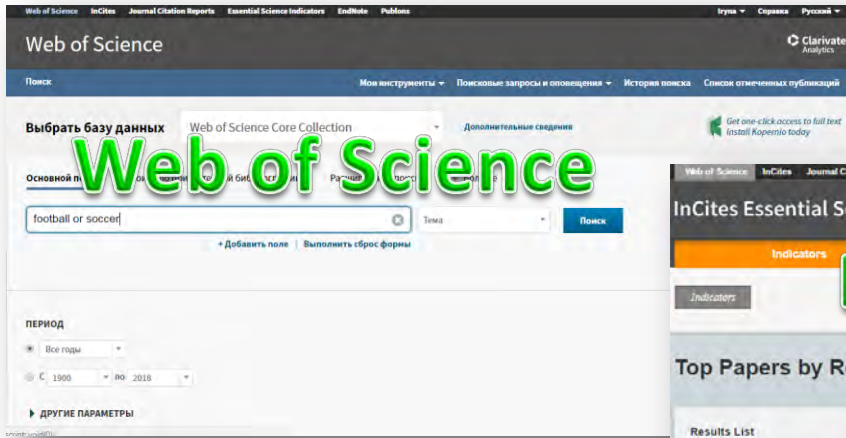 Web of Science InCites Journal Citation Reports Essential Science Indicators EndNote Publons Iryna Справка Русский
Web of Science
Clarivate
Analytics
Поиск Мои инструменты Поисковые запросы и оповещения История поиска Список отмеченных публикаций
Выбрать базу данных Web of Science Core Collection Дополнительные сведения
Get one-click access to full text
Install Kopernio today
Web of Science
Основной
football or soccer Тема Поиск
+ Добавить поле | Выполнить сброс формы
ПЕРИОД
Все годы
С 1900 по 2018
ДРУГИЕ ПАРАМЕТРЫ
Web of Science InCites Journal
InCites Essential
Indicators
Indicators
Top Papers by
Results List